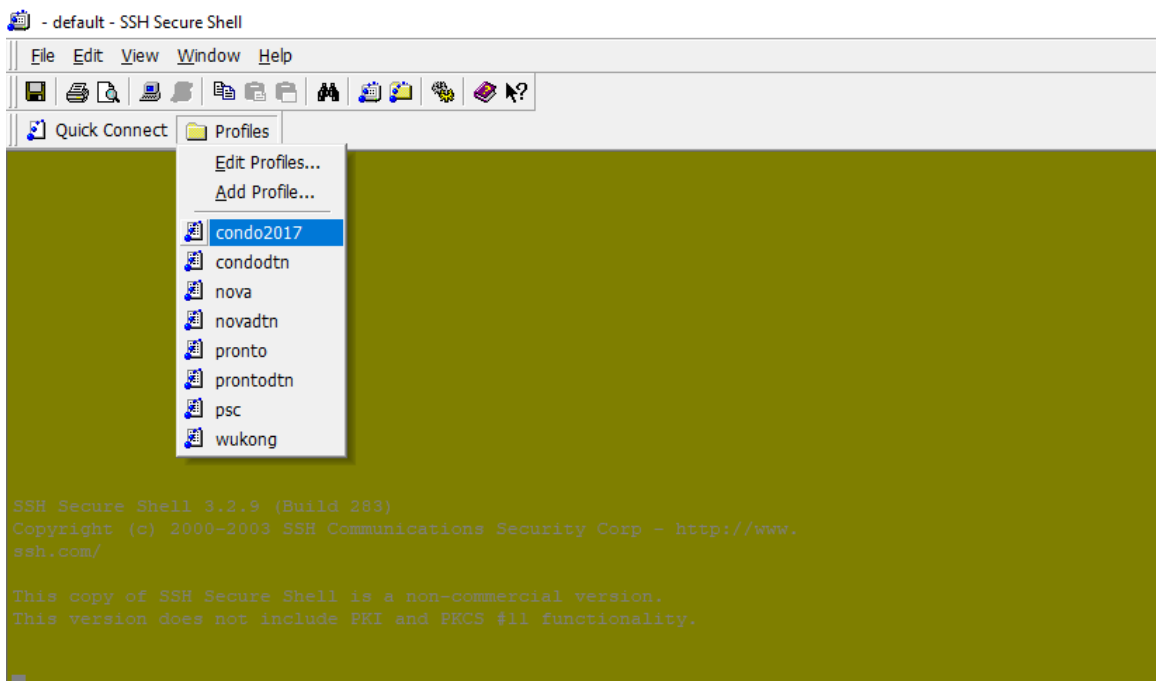 - default - SSH Secure Shell
File Edit View Window Help
Quick Connect Profiles
Edit Profiles...
Add Profile...
condo2017
condodtn
nova
novadtn
pronto
prontodtn
psc
wukong
SSH Secure Shell 3.2.9 (Build 283)
Copyright (c) 2000-2003 SSH Communications Security Corp - http://www.
ssh.com/
This copy of SSH Secure Shell is a non-commercial version.
This version does not include PKI and PKCS #11 functionality.